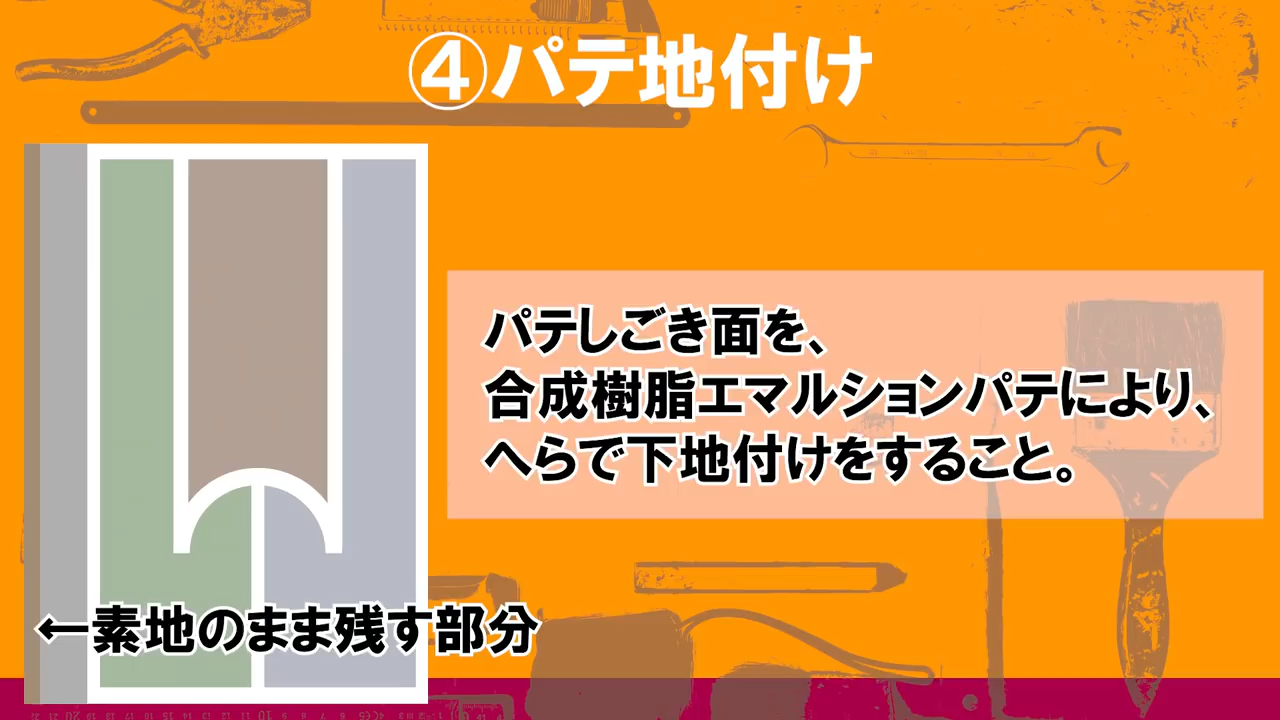 ④パテ地付け
パテしごき面を、
合成樹脂エマルションパテにより、
へらで下地付けをすること。
←素地のまま残す部分